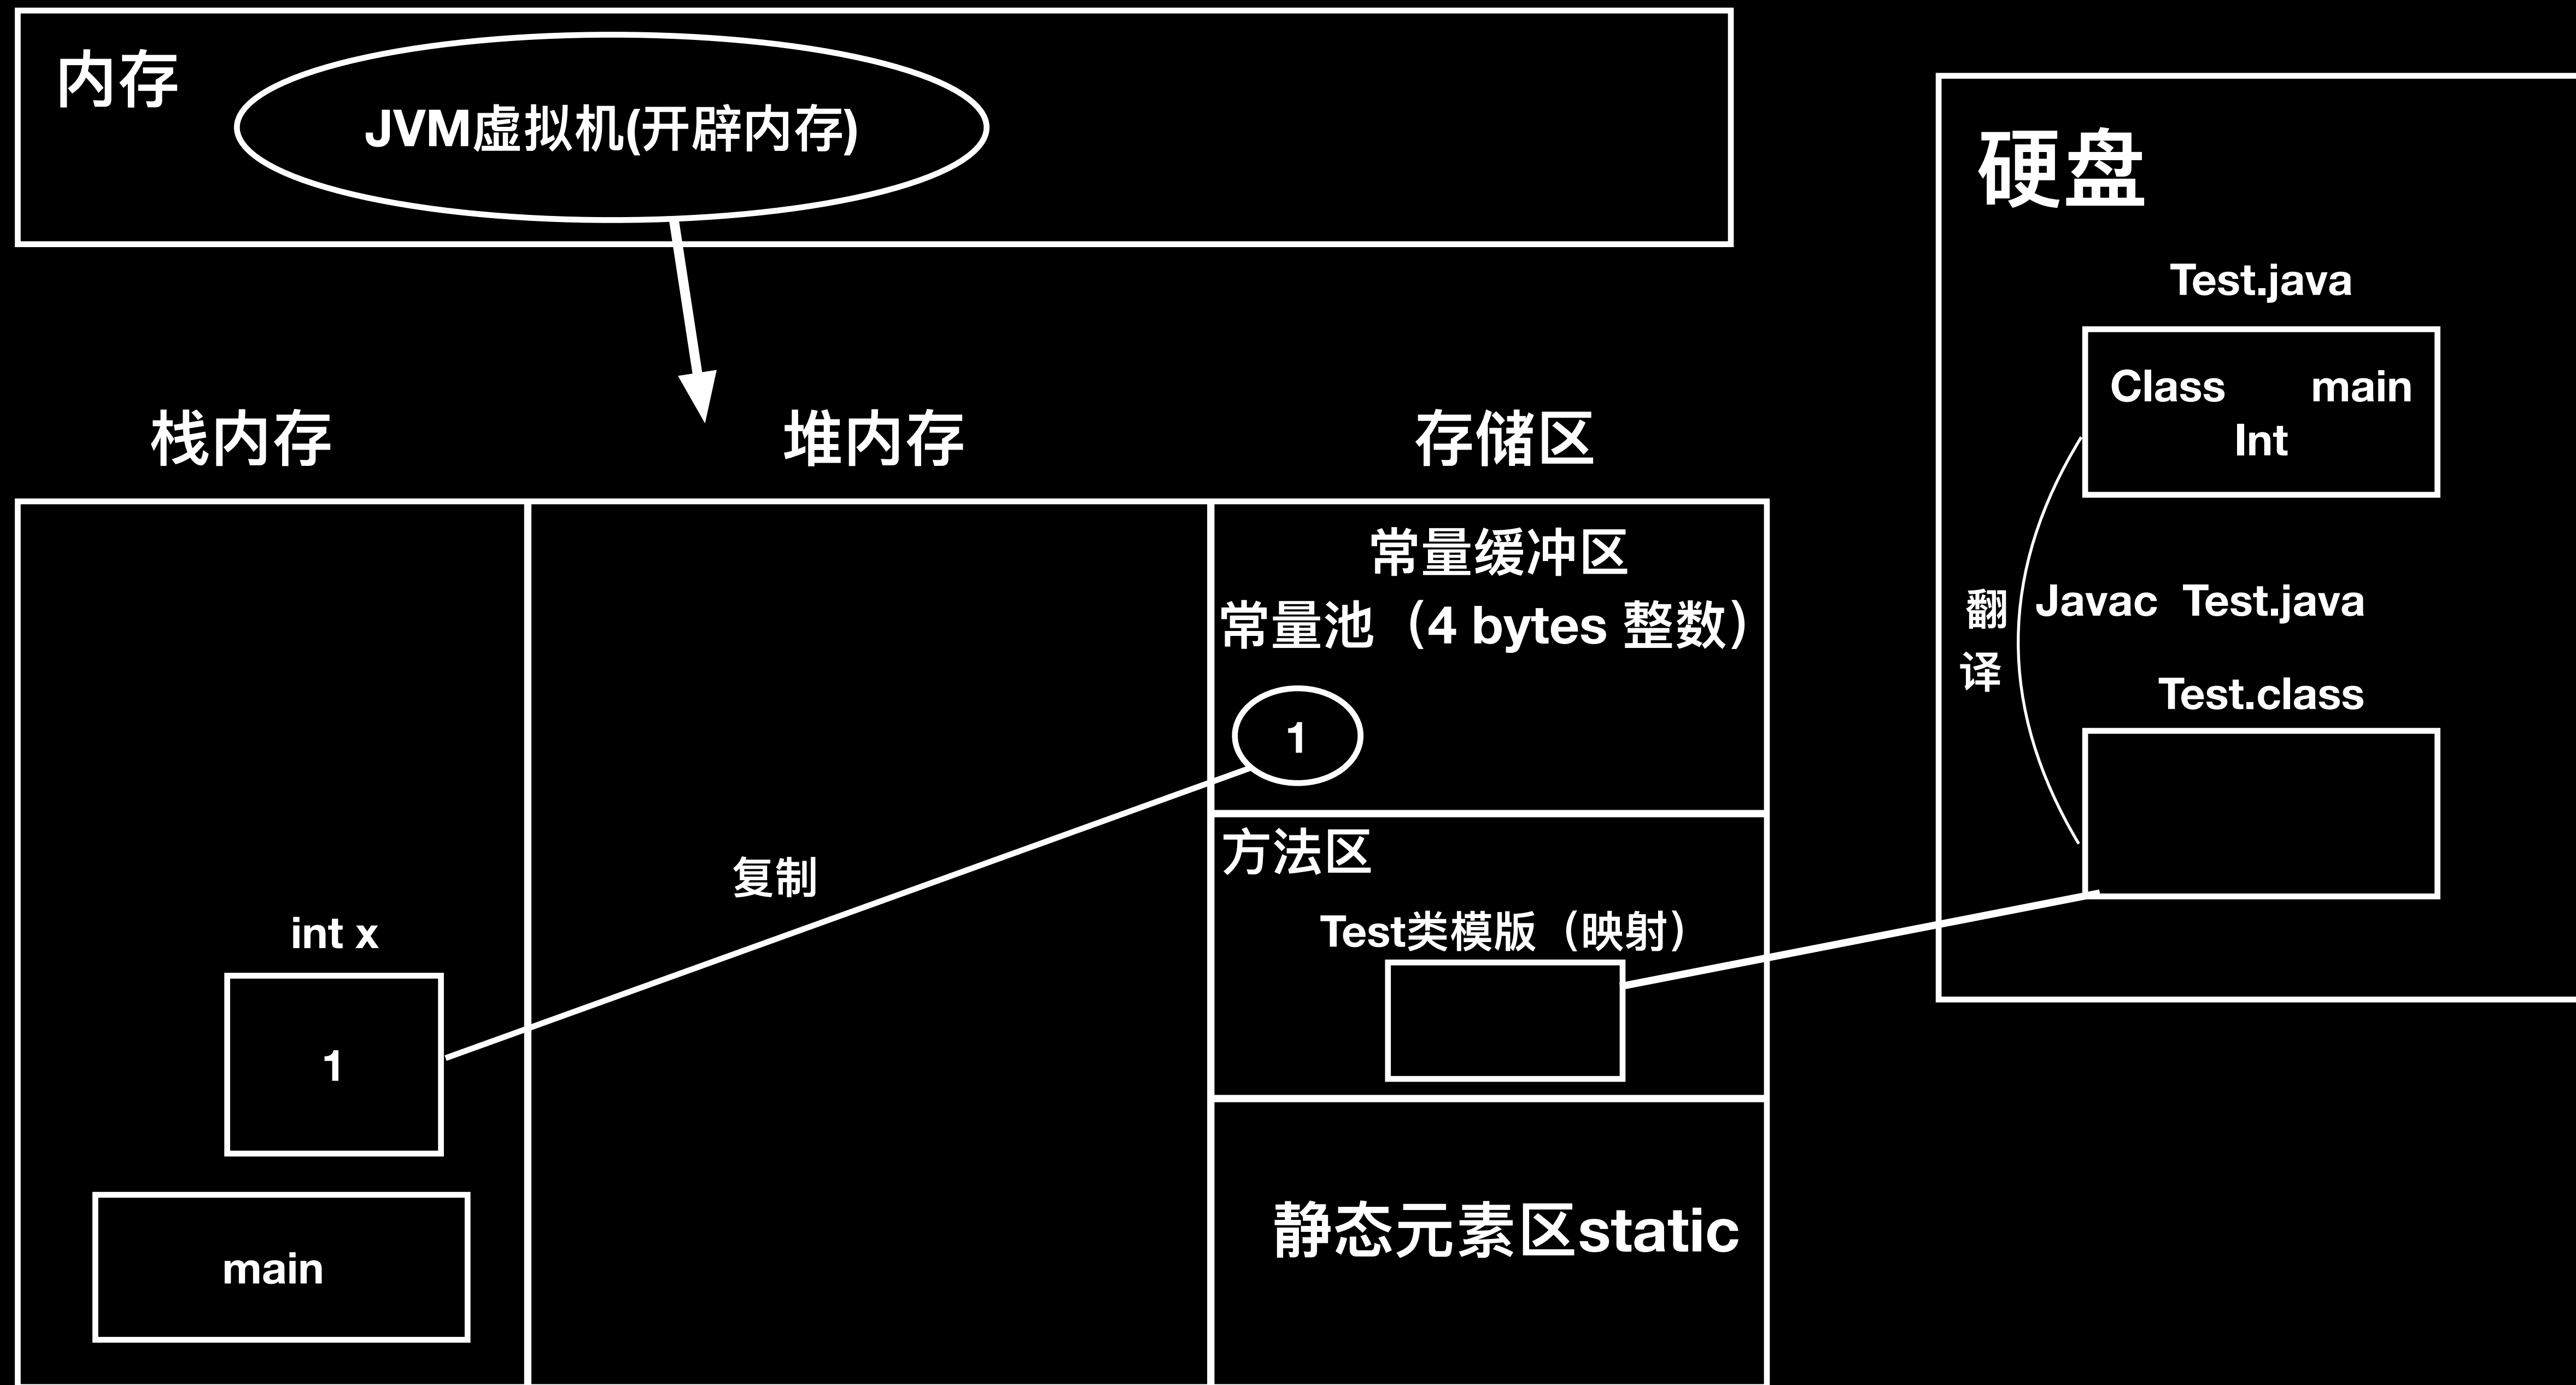 内存
JVM虚拟机(开辟内存)
硬盘
Test.java
Class main
Int
翻
译
Javac Test.java
Test.class
栈内存
堆内存
存储区
常量缓冲区
常量池（4 bytes 整数）
1
复制
方法区
Test类模版（映射）
int x
1
main
静态元素区static